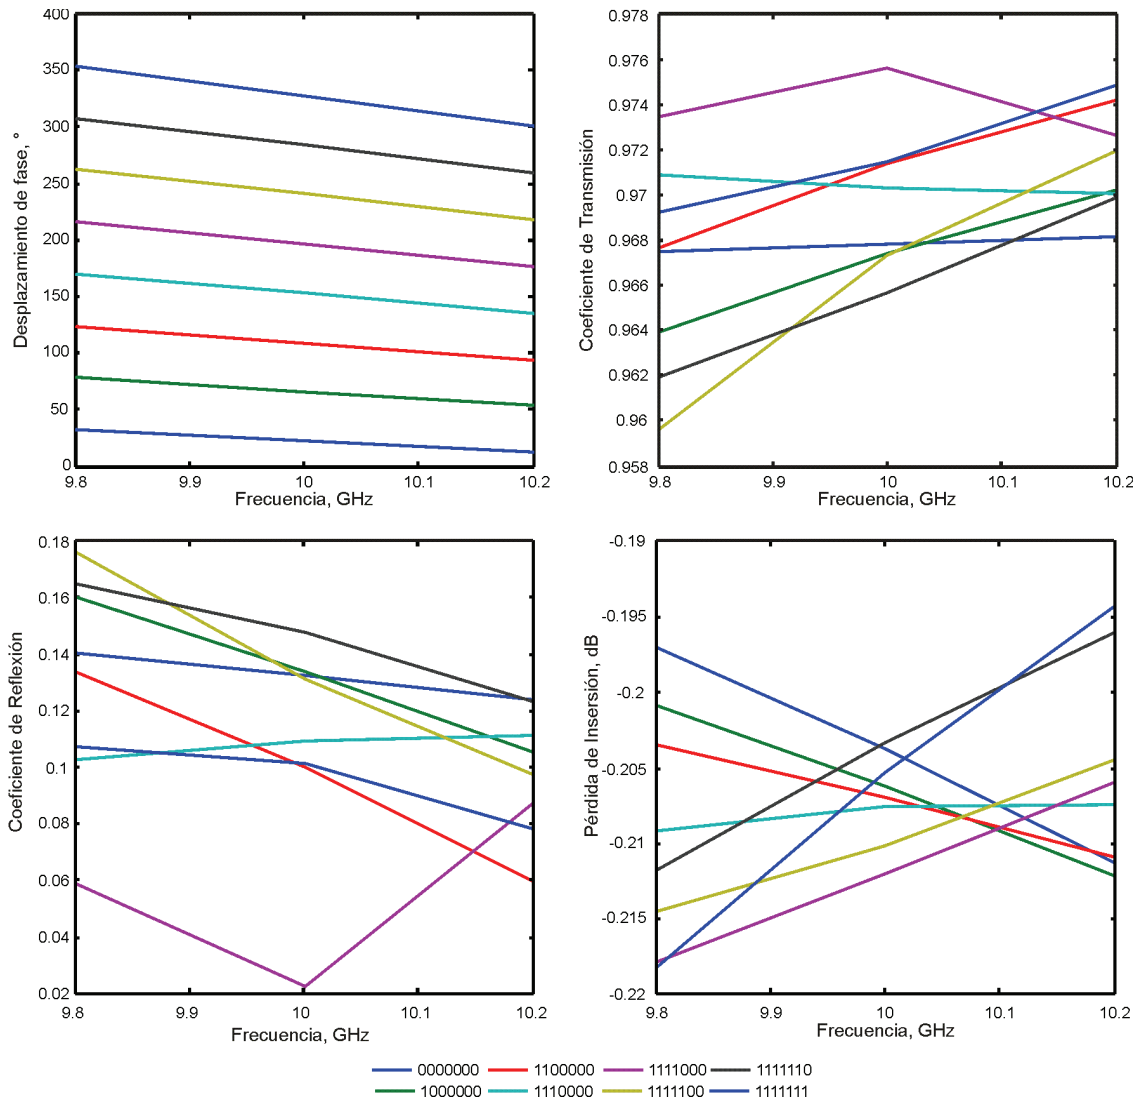 400
350
300
250
200
150
100
50
0
Desplazamiento de fase, °
9.8 9.9 10 10.1 10.2
Frecuencia, GHz
0.978
0.976
0.974
0.972
0.97
0.968
0.966
0.964
0.962
0.96
0.958
Coeficiente de Transmisión
9.8 9.9 10 10.1 10.2
Frecuencia, GHz
0.18
0.16
0.14
0.12
0.1
0.08
0.06
0.04
0.02
Coeficiente de Reflexión
9.8 9.9 10 10.1 10.2
Frecuencia, GHz
-0.19
-0.195
-0.2
-0.205
-0.21
-0.215
-0.22
Pérdida de Insersión, dB
9.8 9.9 10 10.1 10.2
Frecuencia, GHz
0000000 1100000 1111000 1111110
1000000 1110000 1111100 1111111